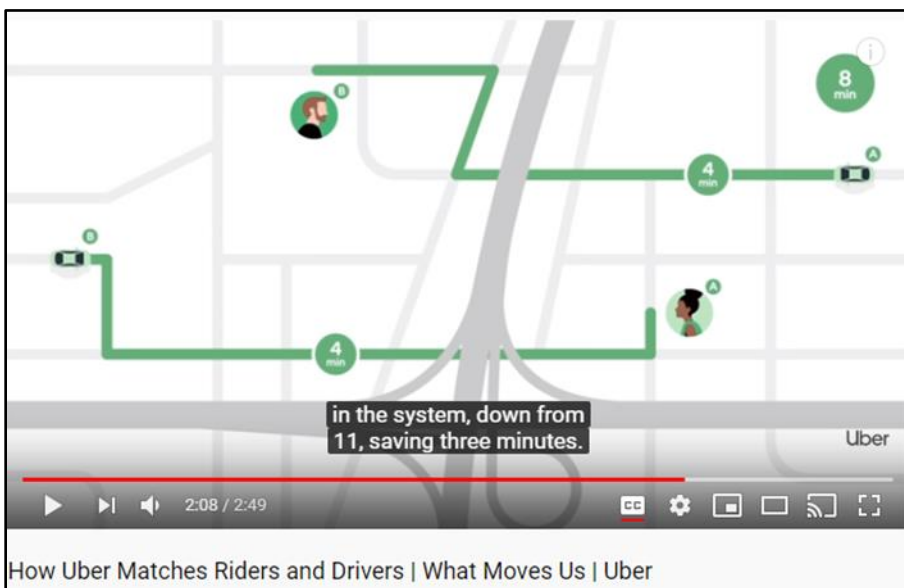 8
min
B
A
4
min
B
A
4
min
in the system, down from
11, saving three minutes.
Uber
2:08 / 2:49
CC
How Uber Matches Riders and Drivers | What Moves Us | Uber